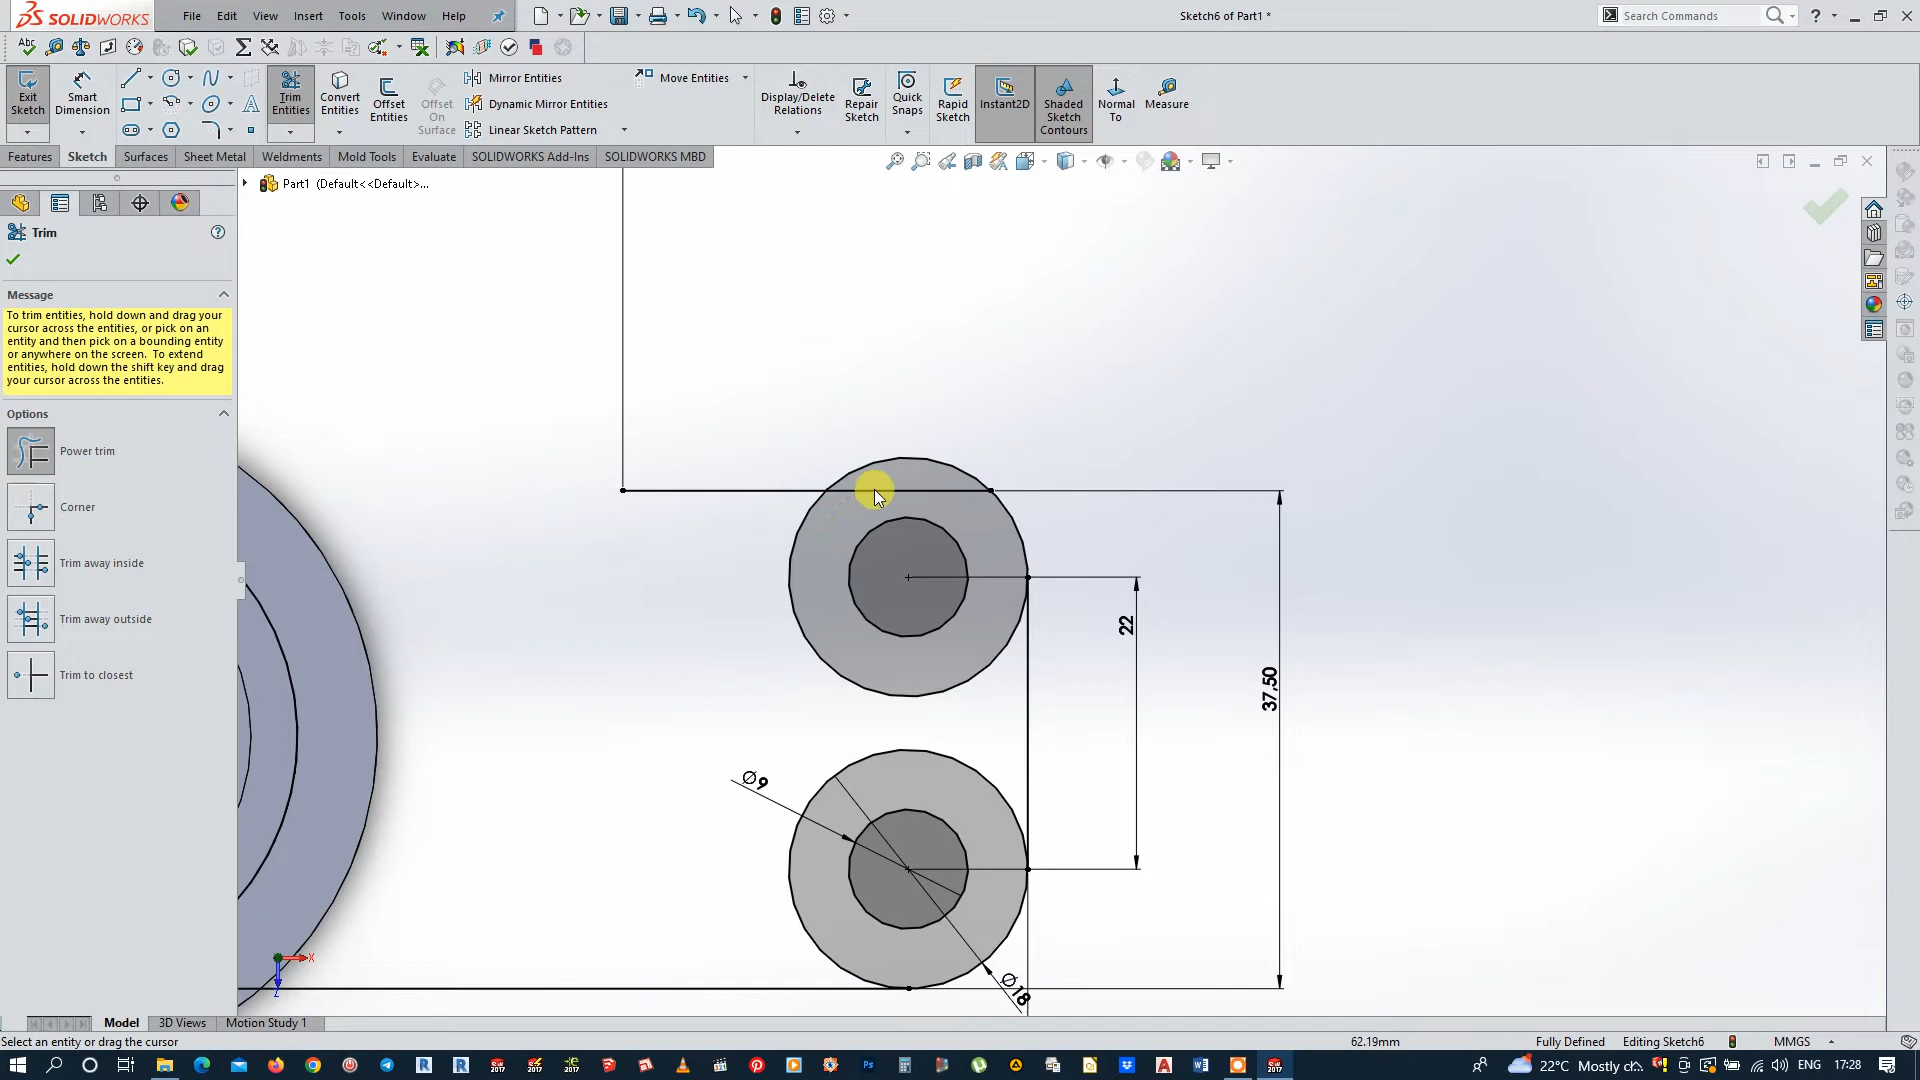 SOLIDWORKS
File Edit View Insert Tools Window Help
Sketch6 of Part1 *
Search Commands
Exit Sketch
Smart Dimension
Trim Entities
Convert Entities
Offset Entities
Offset On Surface
Mirror Entities
Dynamic Mirror Entities
Linear Sketch Pattern
Move Entities
Display/Delete Relations
Repair Sketch
Quick Snaps
Rapid Sketch
Instant2D
Shaded Sketch Contours
Normal To
Measure
Features Sketch Surfaces Sheet Metal Weldments Mold Tools Evaluate SOLIDWORKS Add-Ins SOLIDWORKS MBD
Part1 (Default<<Default>...
Trim
Message
To trim entities, hold down and drag your
cursor across the entities, or pick on an
entity and then pick on a bounding entity
or anywhere on the screen. To extend
entities, hold down the shift key and drag
your cursor across the entities.
Options
Power trim
Corner
Trim away inside
Trim away outside
Trim to closest
22
37,50
Ø9
Ø18
X
Z
Model 3D Views Motion Study 1
Select an entity or drag the cursor
62.19mm Fully Defined Editing Sketch6 MMGS
22°C Mostly cl... ENG 17:28